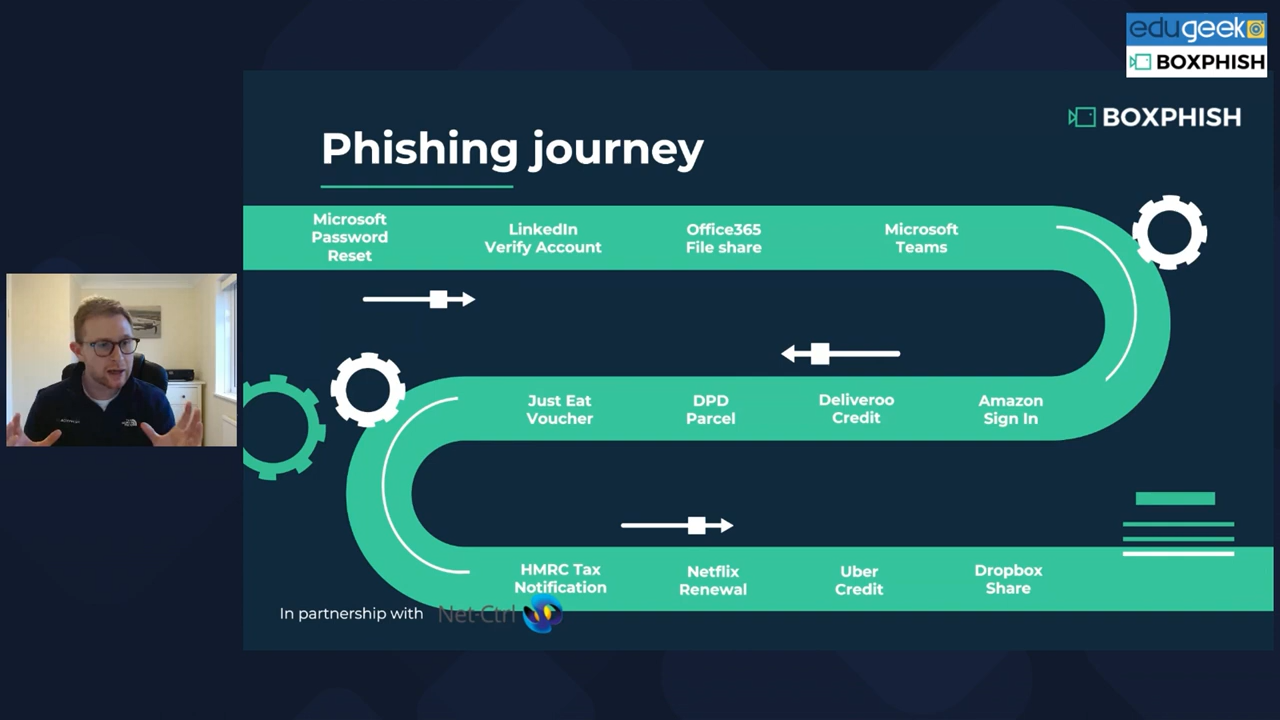 edugeek
BOXPHISH
BOXPHISH
Phishing journey
Microsoft
Password
Reset
LinkedIn
Verify Account
Office365
File share
Microsoft
Teams
Just Eat
Voucher
DPD
Parcel
Deliveroo
Credit
Amazon
Sign In
HMRC Tax
Notification
Netflix
Renewal
Uber
Credit
Dropbox
Share
In partnership with Net-Ctrl